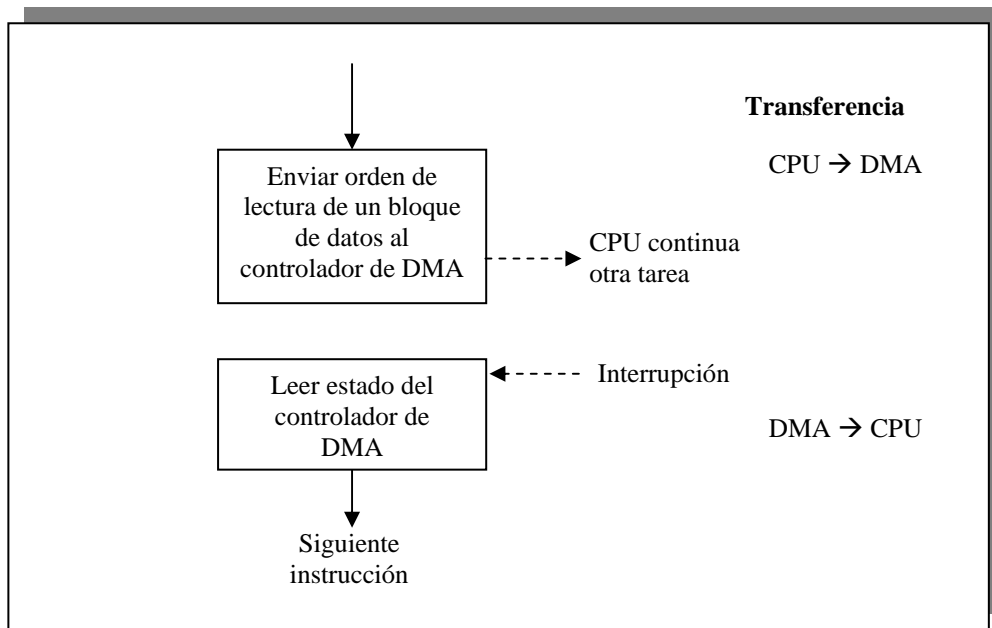 Transferencia
CPU → DMA
Enviar orden de
lectura de un bloque
de datos al
controlador de DMA
CPU continua
otra tarea
Leer estado del
controlador de
DMA
Interrupción
DMA → CPU
Siguiente
instrucción